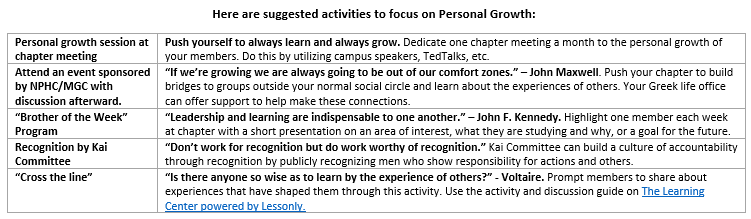 Here are suggested activities to focus on Personal Growth:
Personal growth session at chapter meeting
Push yourself to always learn and always grow. Dedicate one chapter meeting a month to the personal growth of
your members. Do this by utilizing campus speakers, TedTalks, etc.
Attend an event sponsored by NPHC/MGC with discussion afterward.
“If we’re growing we are always going to be out of our comfort zones.” – John Maxwell. Push your chapter to build
bridges to groups outside your normal social circle and learn about the experiences of others. Your Greek life office
can offer support to help make these connections.
“Brother of the Week” Program
“Leadership and learning are indispensable to one another.” – John F. Kennedy. Highlight one member each week
at chapter with a short presentation on an area of interest, what they are studying and why, or a goal for the future.
Recognition by Kai Committee
“Don’t work for recognition but do work worthy of recognition.” Kai Committee can build a culture of accountability
through recognition by publicly recognizing men who show responsibility for actions and others.
“Cross the line”
“Is there anyone so wise as to learn by the experience of others?” - Voltaire. Prompt members to share about
experiences that have shaped them through this activity. Use the activity and discussion guide on The Learning
Center powered by Lessonly.